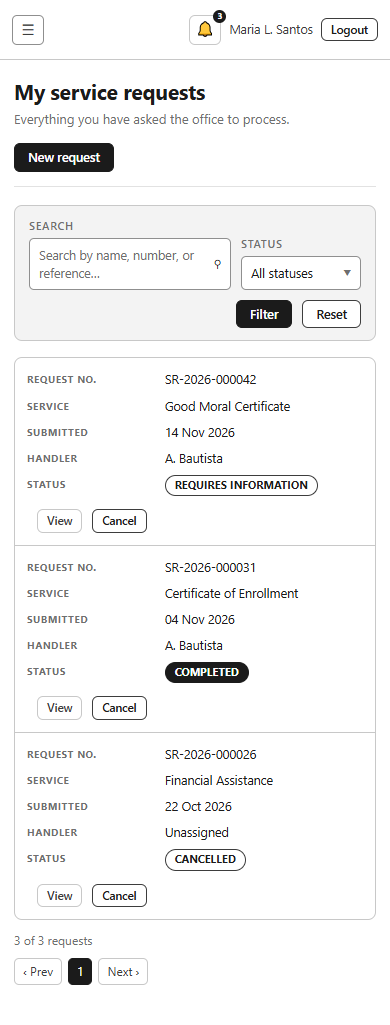 ☰
3
Maria L. Santos
Logout
My service requests
Everything you have asked the office to process.
New request
SEARCH
Search by name, number, or
reference...
STATUS
All statuses
Filter
Reset
REQUEST NO. SR-2026-000042
SERVICE Good Moral Certificate
SUBMITTED 14 Nov 2026
HANDLER A. Bautista
STATUS REQUIRES INFORMATION
View Cancel
REQUEST NO. SR-2026-000031
SERVICE Certificate of Enrollment
SUBMITTED 04 Nov 2026
HANDLER A. Bautista
STATUS COMPLETED
View Cancel
REQUEST NO. SR-2026-000026
SERVICE Financial Assistance
SUBMITTED 22 Oct 2026
HANDLER Unassigned
STATUS CANCELLED
View Cancel
3 of 3 requests
‹ Prev 1 Next ›